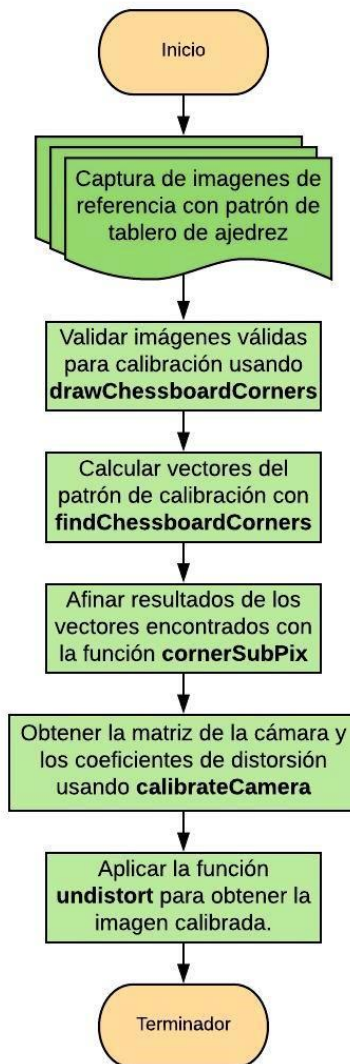 Inicio
Captura de imagenes de
referencia con patrón de
tablero de ajedrez
Validar imágenes válidas
para calibración usando
drawChessboardCorners
Calcular vectores del
patrón de calibración con
findChessboardCorners
Afinar resultados de los
vectores encontrados con
la función cornerSubPix
Obtener la matriz de la cámara y
los coeficientes de distorsión
usando calibrateCamera
Aplicar la función
undistort para obtener la
imagen calibrada.
Terminador